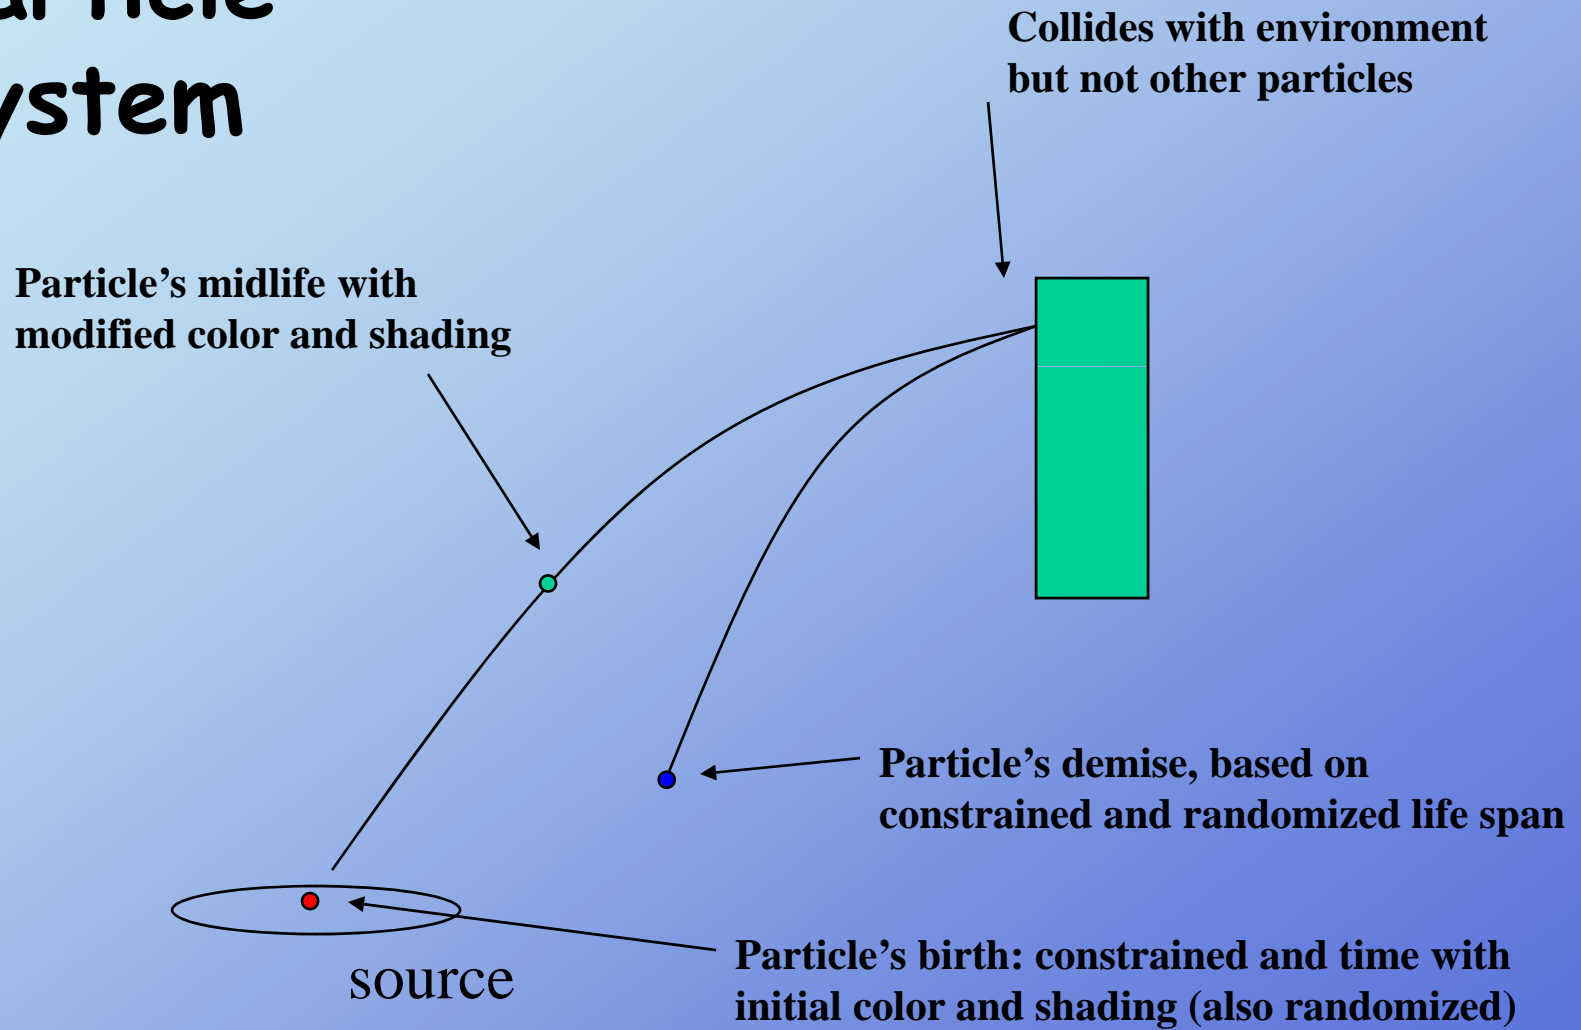 article
ystem
Collides with environment
but not other particles
Particle’s midlife with
modified color and shading
Particle’s demise, based on
constrained and randomized life span
source
Particle’s birth: constrained and time with
initial color and shading (also randomized)